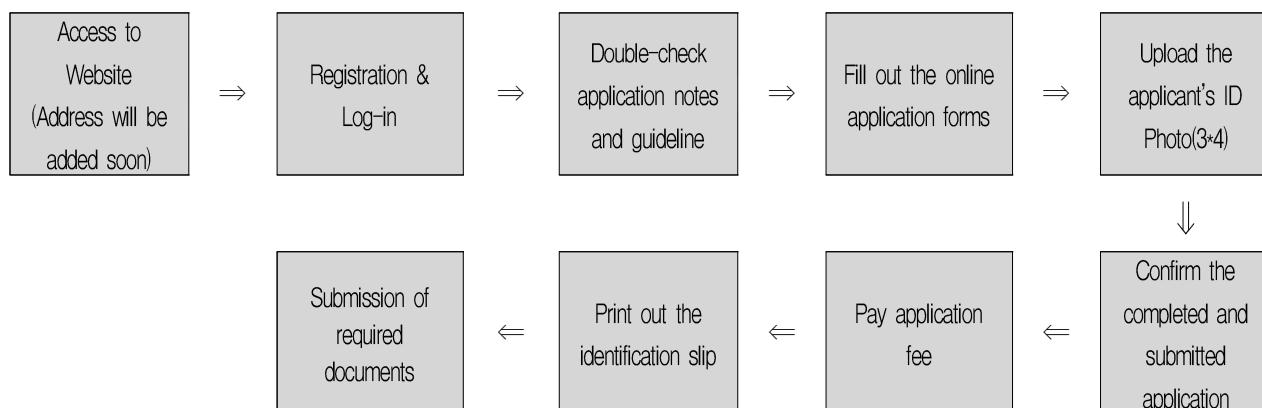 Access to
Website
(Address will be
added soon)
⇒
Registration &
Log-in
⇒
Double-check
application notes
and guideline
⇒
Fill out the online
application forms
⇒
Upload the
applicant's ID
Photo(3*4)
⇓
Confirm the
completed and
submitted
application
⇐
Pay application
fee
⇐
Print out the
identification slip
⇐
Submission of
required
documents